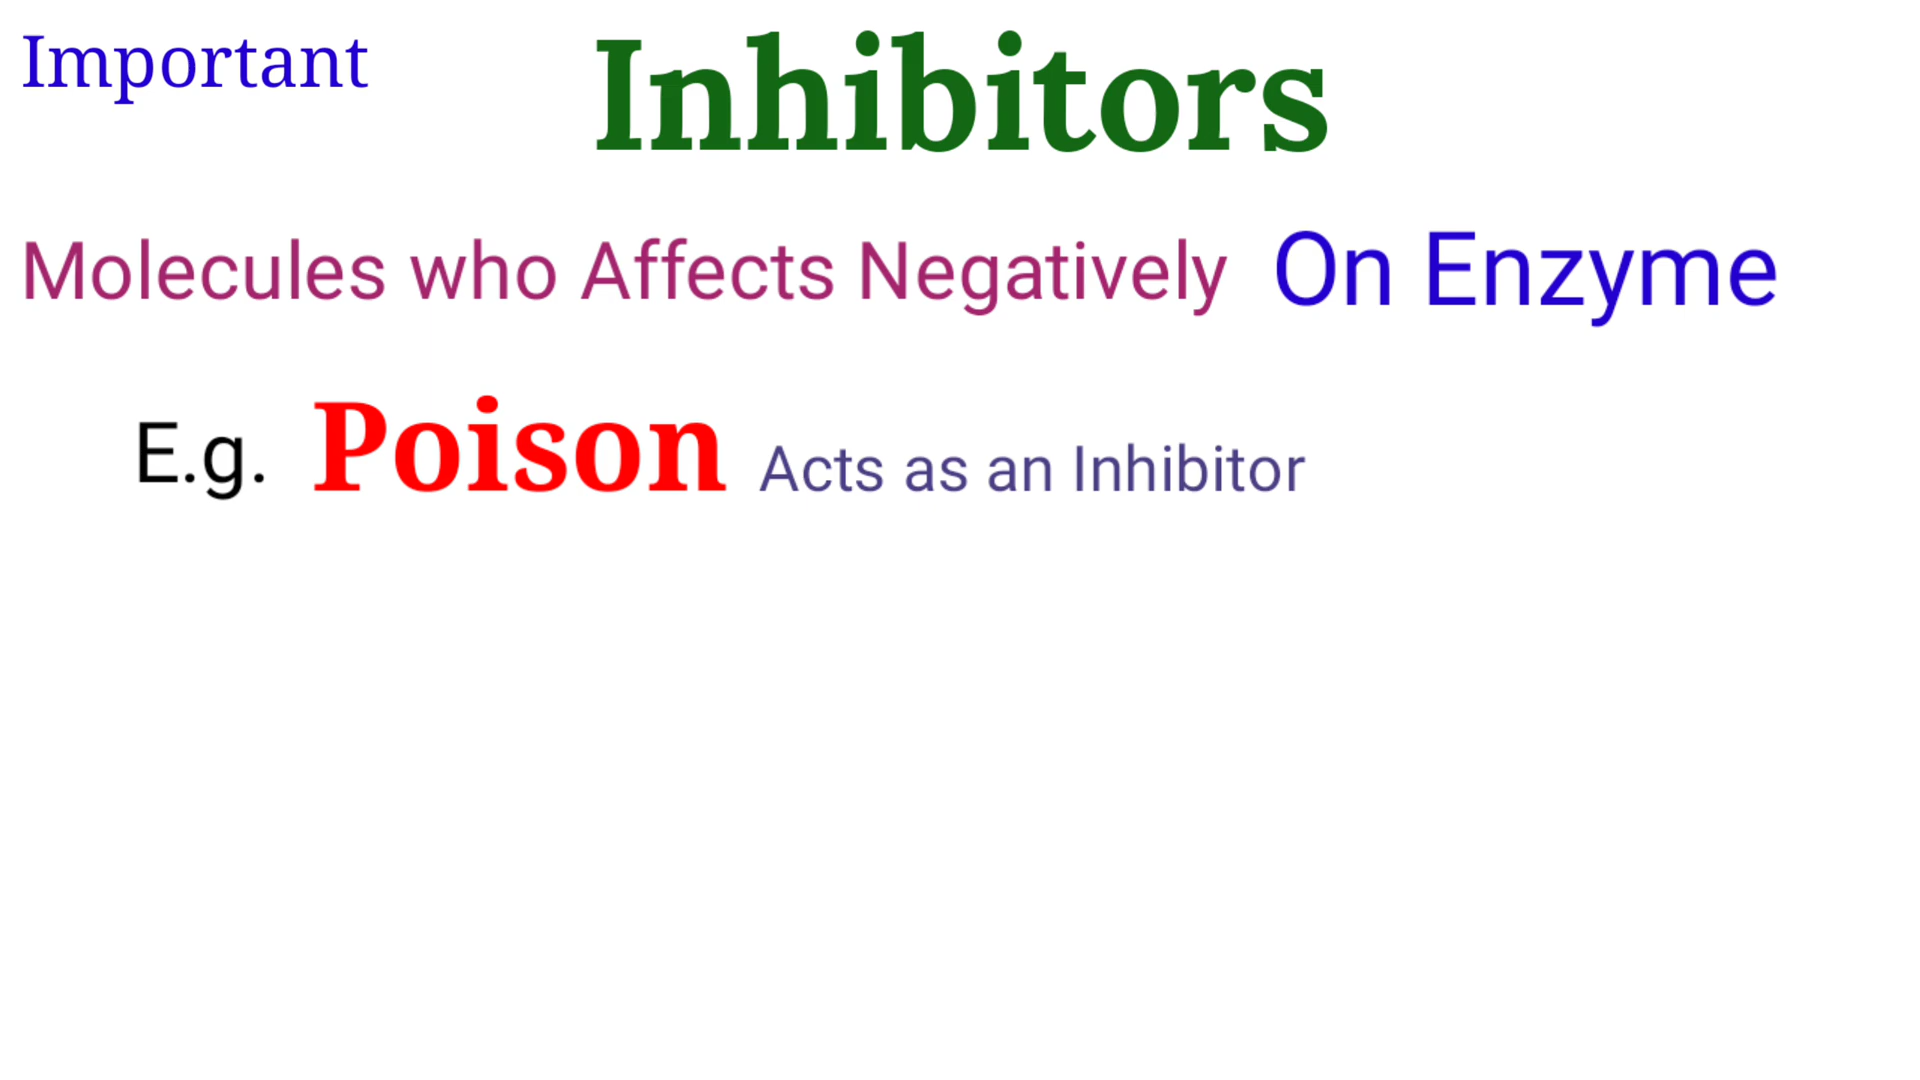 Important
Inhibitors
Molecules who Affects Negatively On Enzyme
E.g. Poison Acts as an Inhibitor